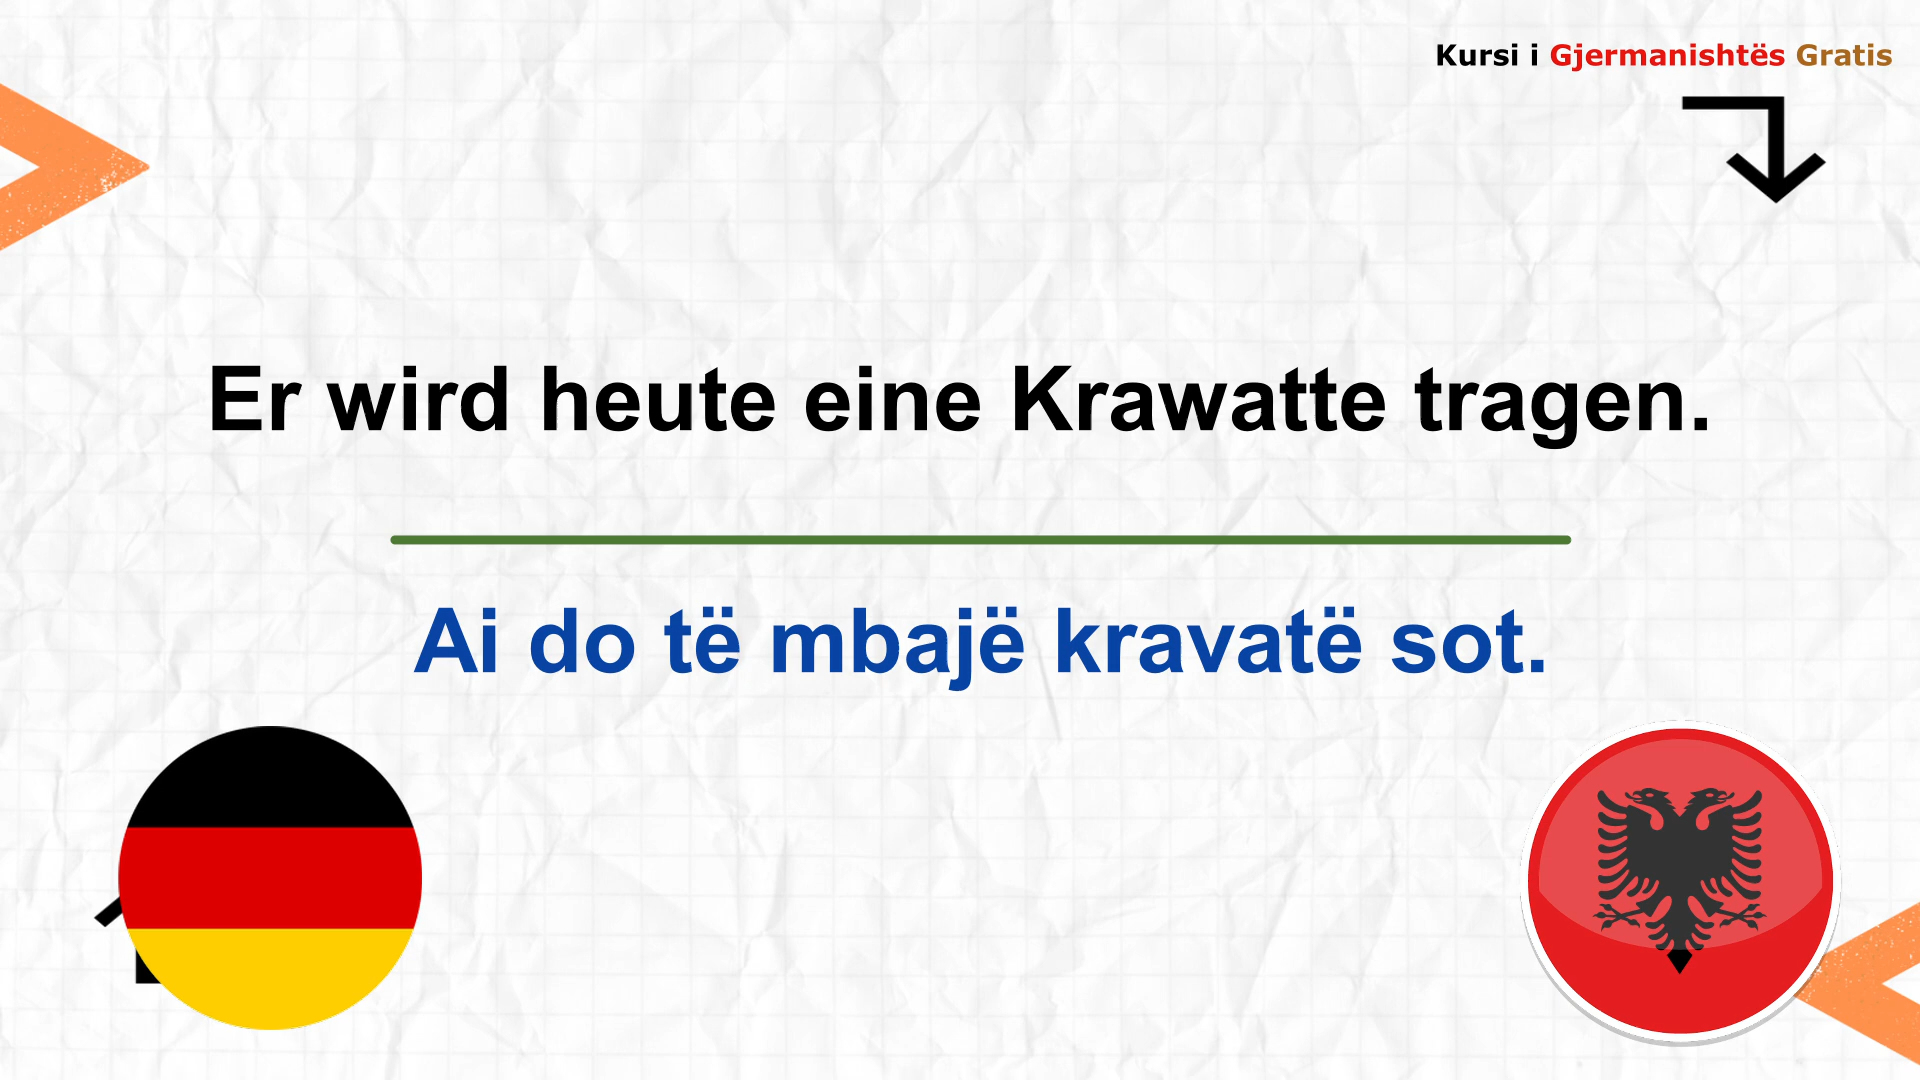 Kursi i Gjermanishtës Gratis
Er wird heute eine Krawatte tragen.
Ai do të mbajë kravatë sot.